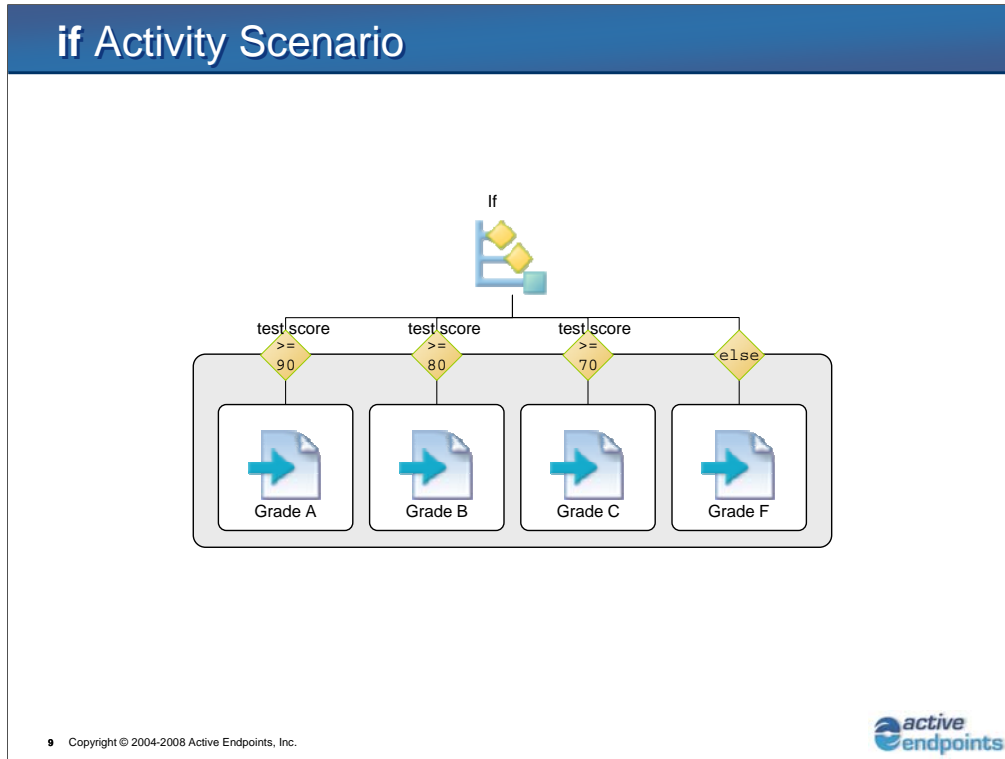 if Activity Scenario
If
test score
>=
90
test score
>=
80
test score
>=
70
else
Grade A
Grade B
Grade C
Grade F
9 Copyright © 2004-2008 Active Endpoints, Inc.
active
endpoints